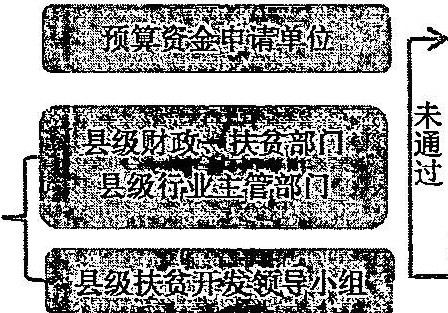 预算资金申请单位
县级财政、扶贫部门
县级行业主管部门
县级扶贫开发领导小组
未通过